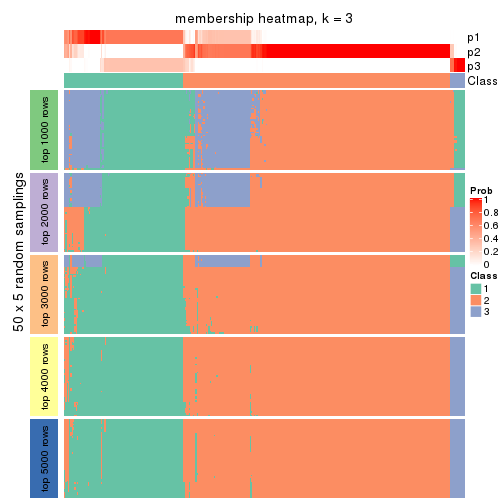 membership heatmap, k = 3
p1
p2
p3
Class
50 x 5 random samplings
top 1000 rows
top 2000 rows
top 3000 rows
top 4000 rows
top 5000 rows
Prob
1
0.8
0.6
0.4
0.2
0
Class
1
2
3